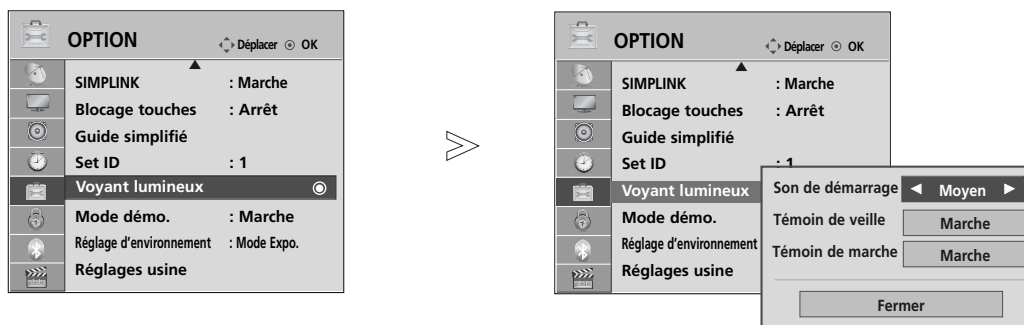 OPTION
Déplacer OK
SIMPLINK : Marche
Blocage touches : Arrêt
Guide simplifié
Set ID : 1
Voyant lumineux
Mode démo. : Marche
Réglage d'environnement : Mode Expo.
Réglages usine
OPTION
Déplacer OK
SIMPLINK : Marche
Blocage touches : Arrêt
Guide simplifié
Set ID : 1
Voyant lumineux
Mode démo.
Réglage d'environnement
Réglages usine
Son de démarrage ◄ Moyen ►
Témoin de veille Marche
Témoin de marche Marche
Fermer